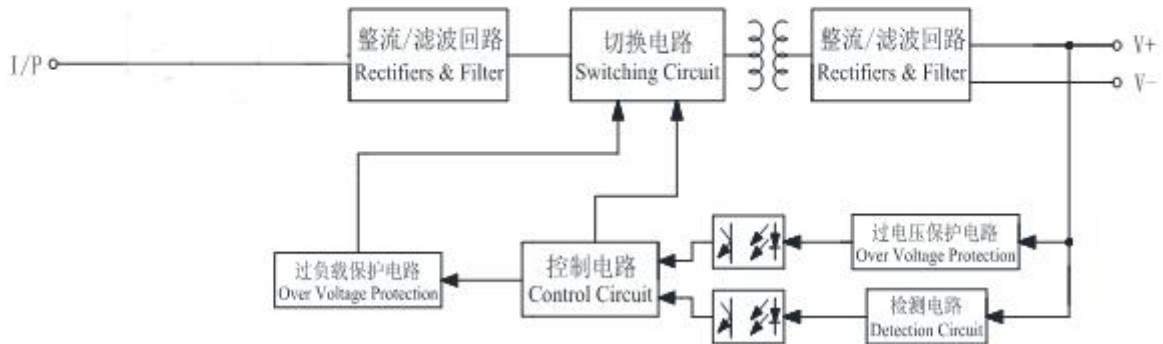 I/P
整流/滤波回路
Rectifiers & Filter
切换电路
Switching Circuit
整流/滤波回路
Rectifiers & Filter
V+
V-
过负载保护电路
Over Voltage Protection
控制电路
Control Circuit
过电压保护电路
Over Voltage Protection
检测电路
Detection Circuit